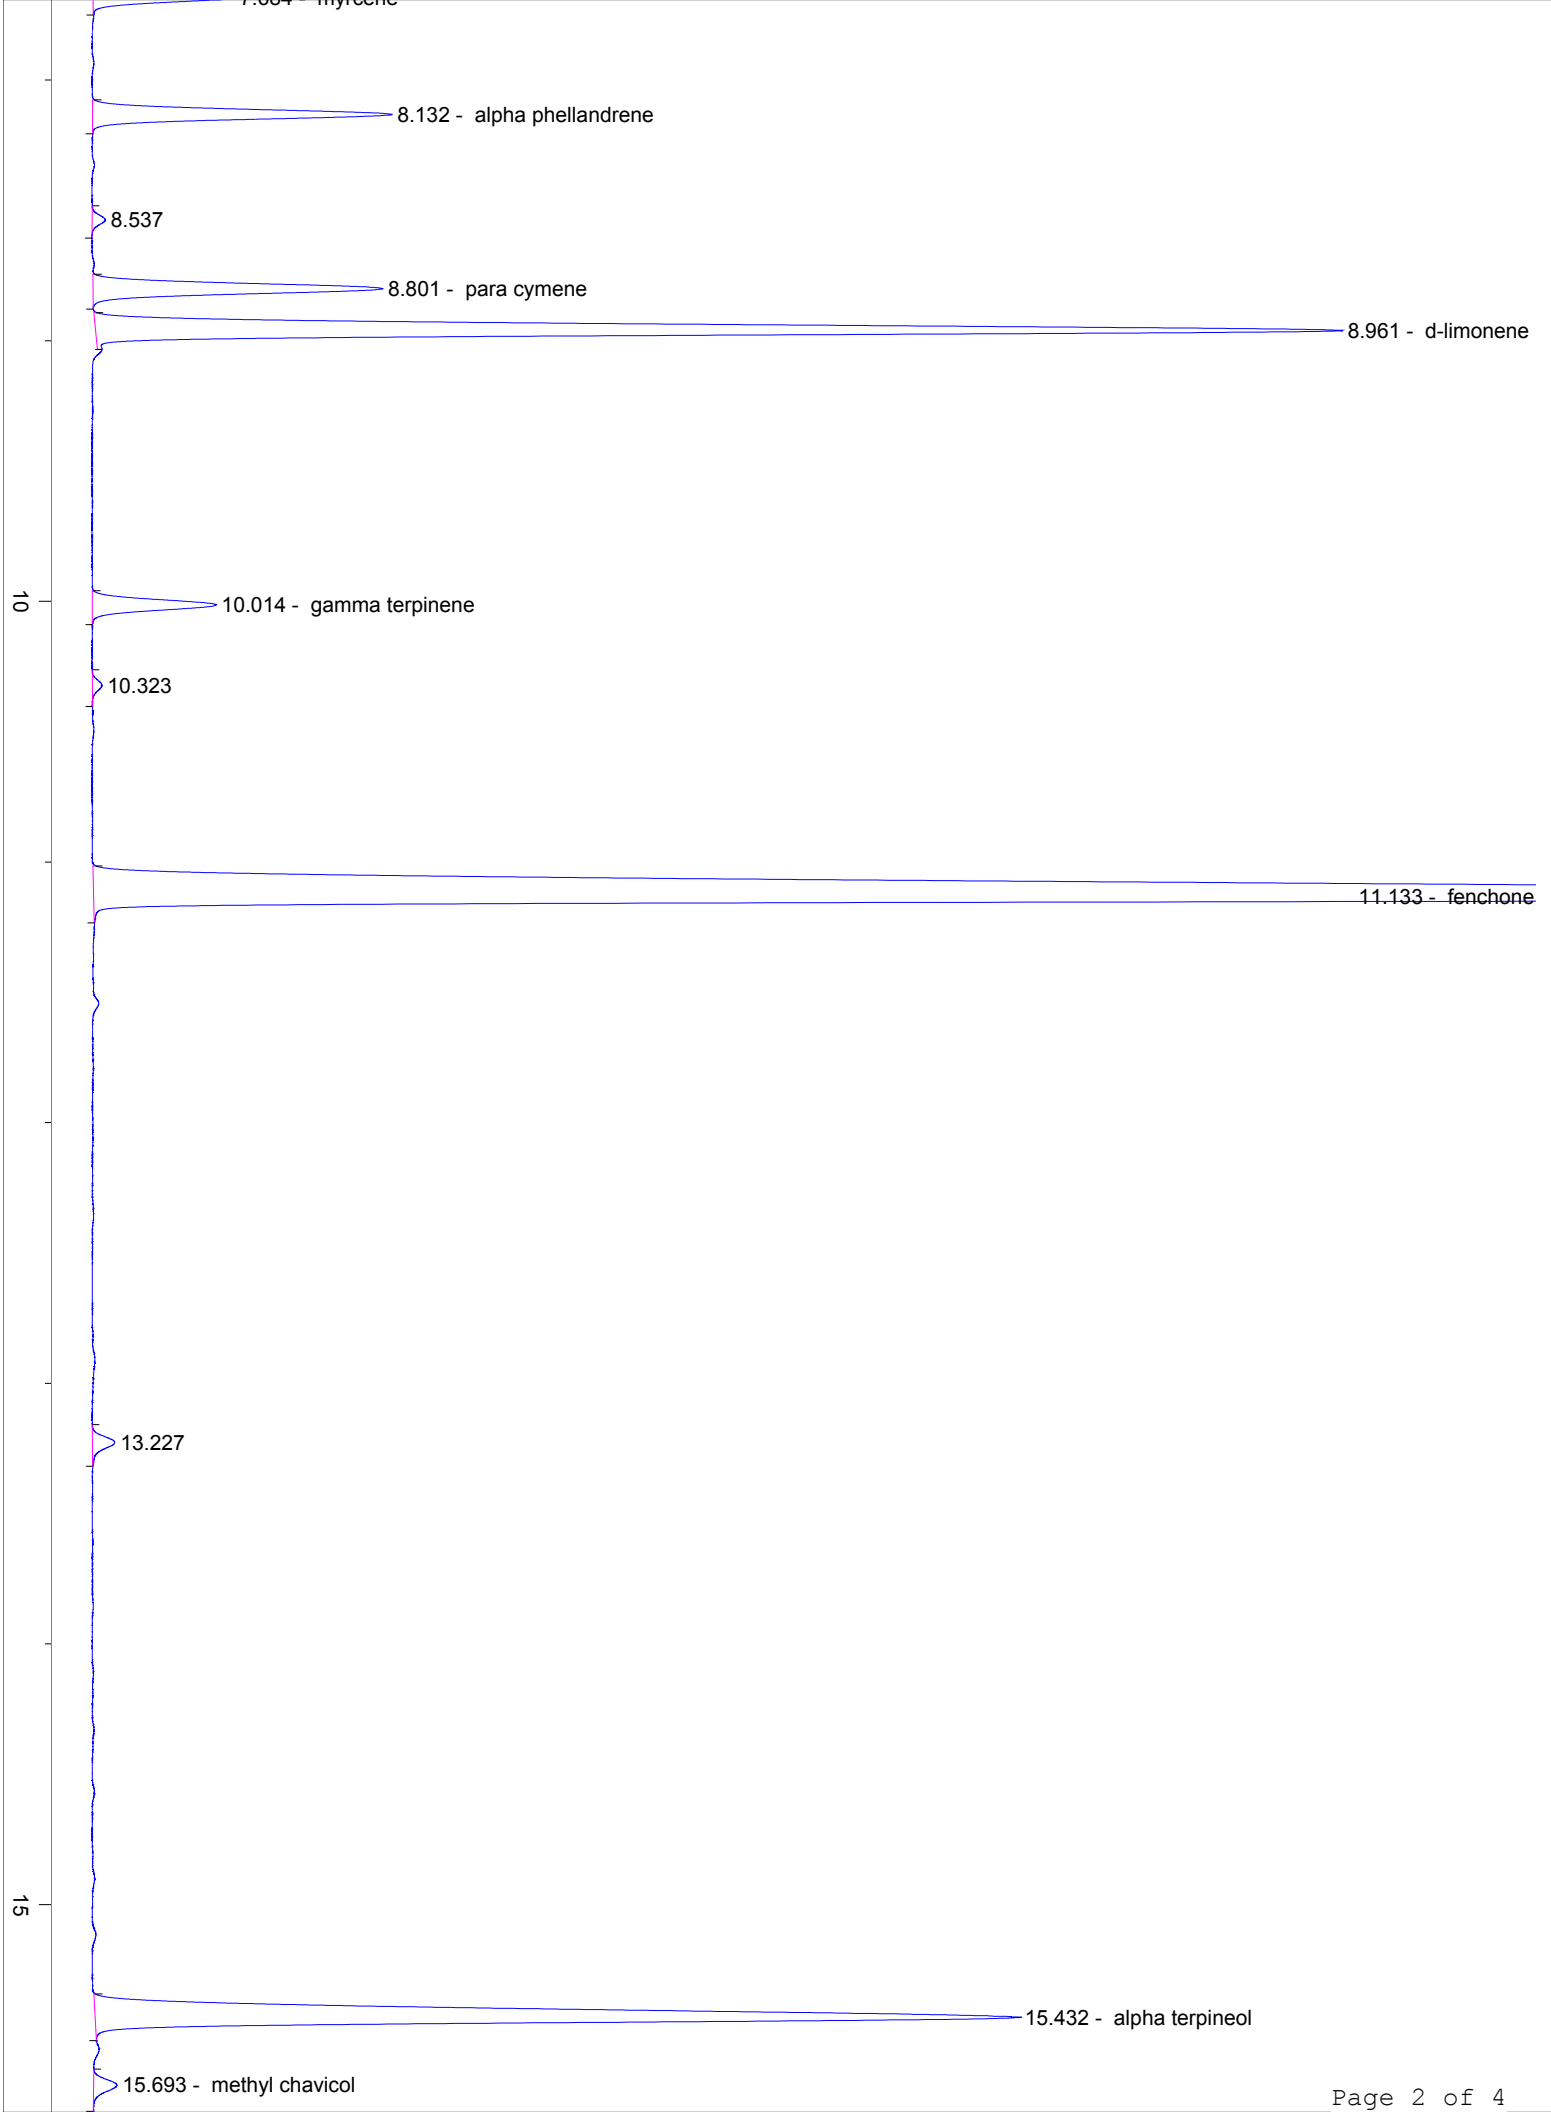 8.132 - alpha phellandrene
8.537
8.801 - para cymene
8.961 - d-limonene
10
10.014 - gamma terpinene
10.323
11.133 - fenchone
13.227
15
15.432 - alpha terpineol
15.693 - methyl chavicol
Page 2 of 4